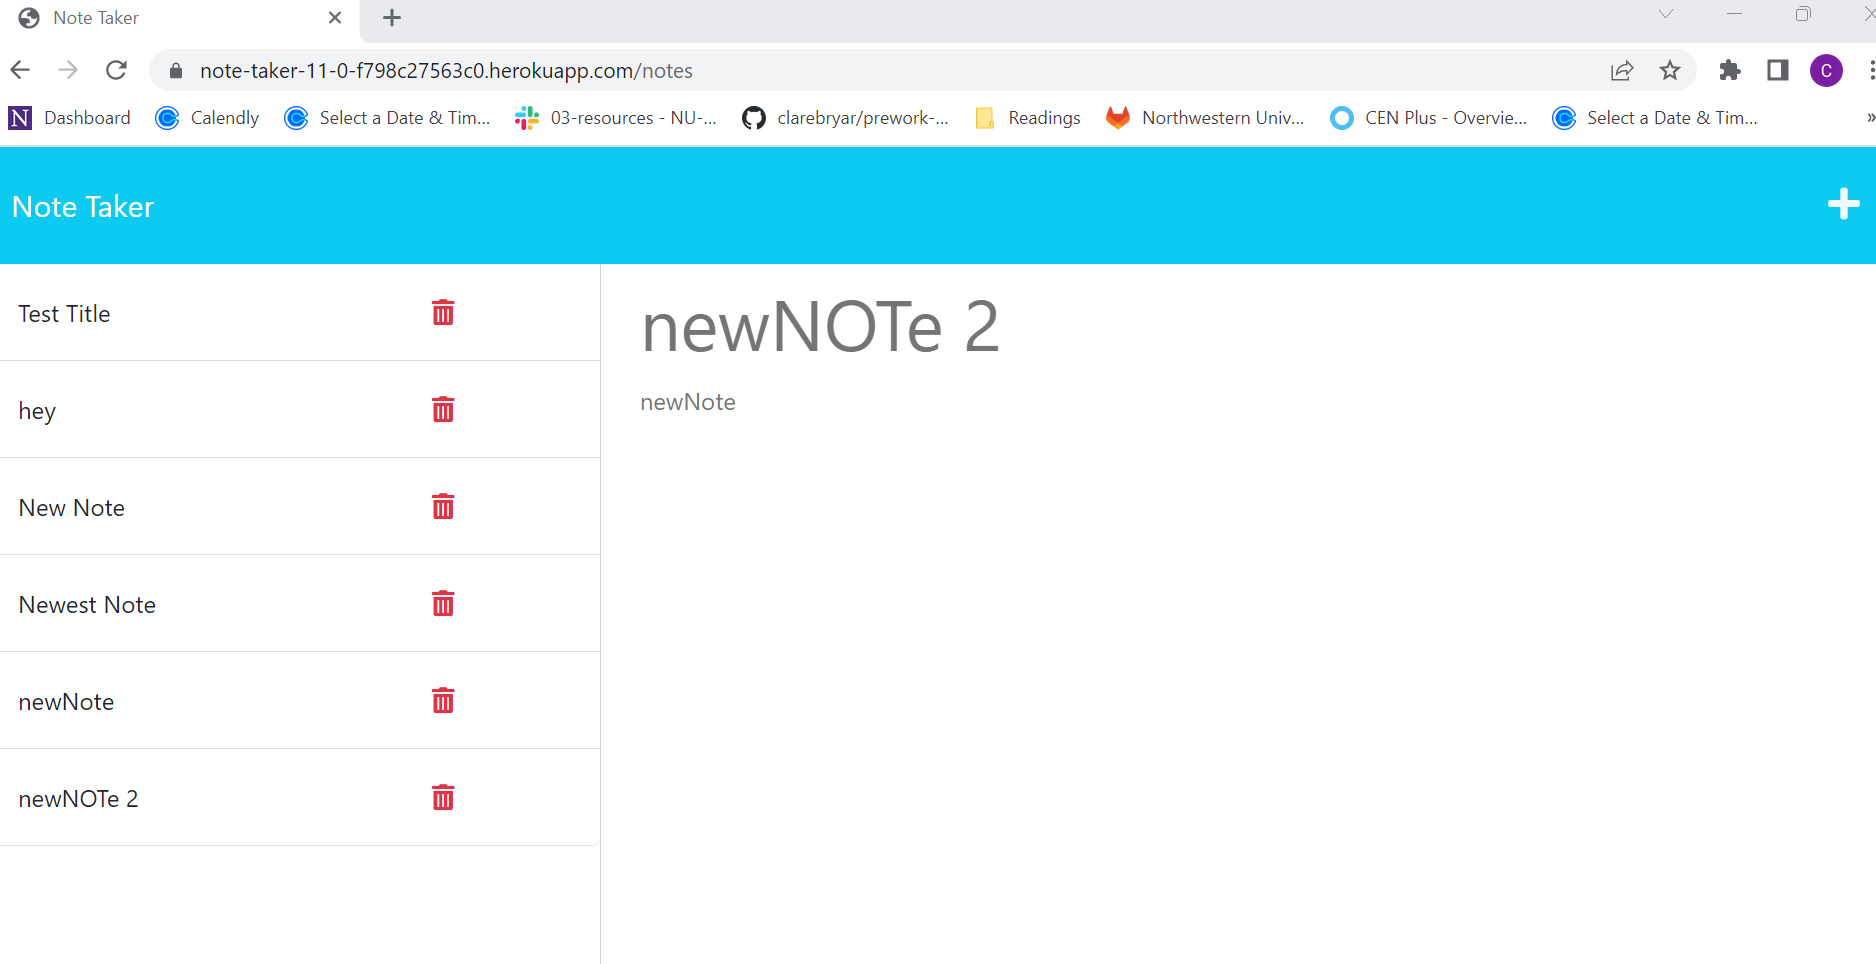 Note Taker
note-taker-11-0-f798c27563c0.herokuapp.com/notes
C
N Dashboard Calendly Select a Date & Tim... 03-resources - NU-... clarebryar/prework-... Readings Northwestern Univ... CEN Plus - Overvie... Select a Date & Tim... »
Note Taker
Test Title
hey
New Note
Newest Note
newNote
newNOTe 2
newNOTe 2
newNote